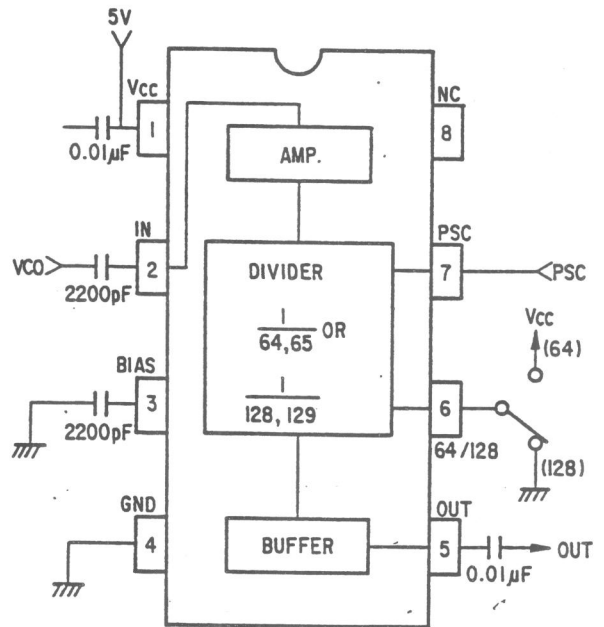 5V
Vcc
1
0.01µF
NC
8
AMP.
IN
VCO
2
2200pF
PSC
7
PSC
DIVIDER
1
64,65 OR
1
128,129
Vcc
(64)
BIAS
3
2200pF
6
64/128
(128)
GND
4
BUFFER
OUT
5
OUT
0.01µF